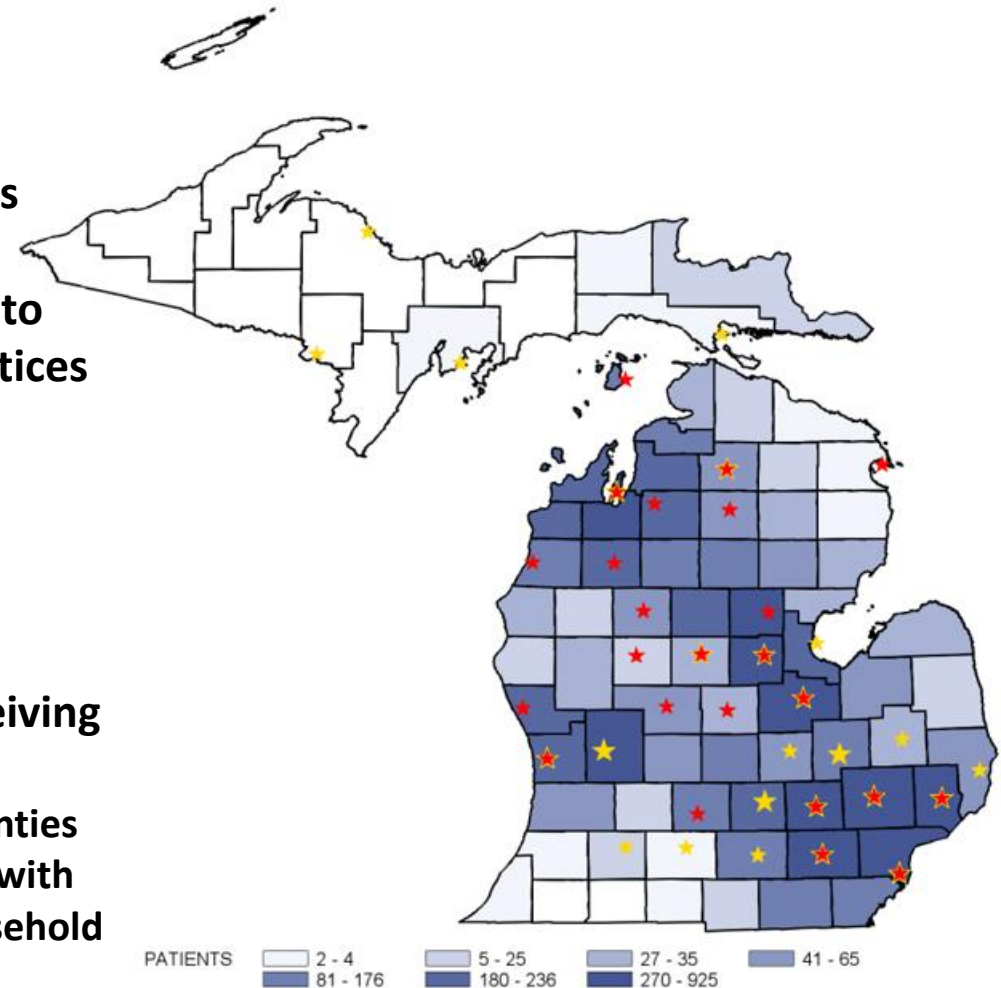 s
to
tices
eiving
nties
with
sehold
PATIENTS 2 - 4 5 - 25 27 - 35 41 - 65
81 - 176 180 - 236 270 - 925